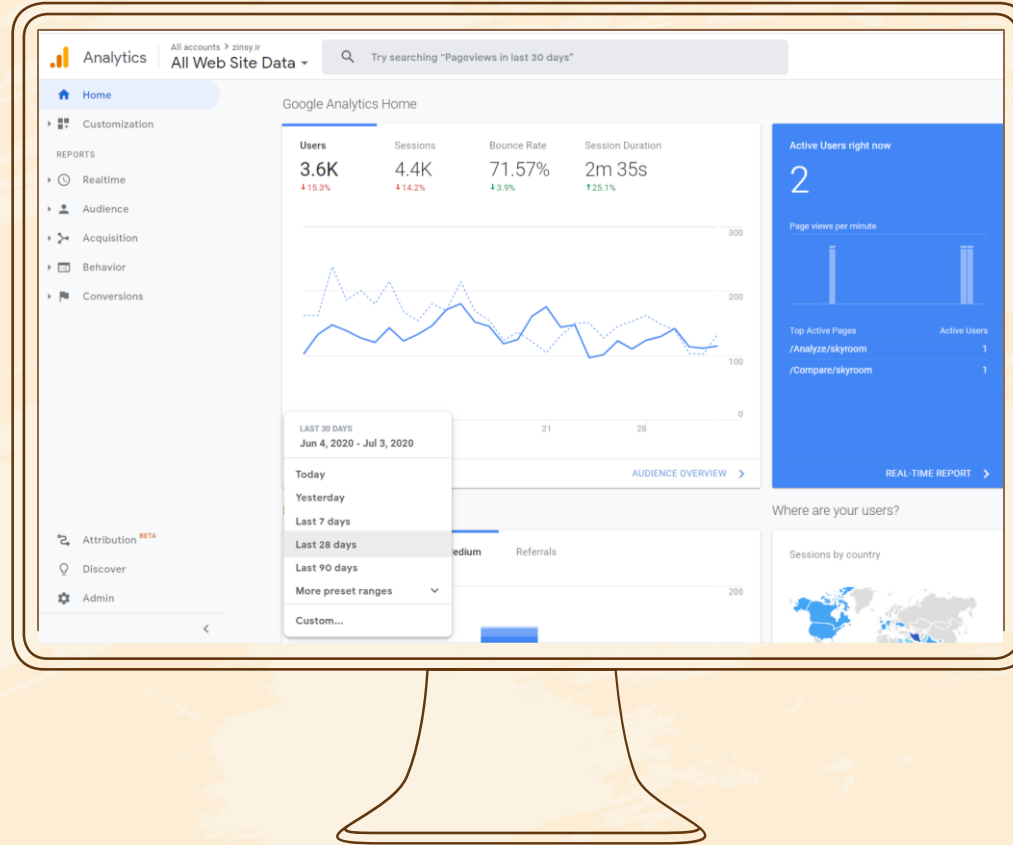 All accounts > zinsy.ir
Analytics
All Web Site Data
Try searching "Pageviews in last 30 days"
Home
Customization
REPORTS
Realtime
Audience
Acquisition
Behavior
Conversions
Attribution BETA
Discover
Admin
Google Analytics Home
Users Sessions Bounce Rate Session Duration
3.6K 4.4K 71.57% 2m 35s
15.3% 14.2% 3.9% 25.1%
300
200
100
0
21 28
LAST 30 DAYS
Jun 4, 2020 - Jul 3, 2020
Today
Yesterday
Last 7 days
Last 28 days
Last 90 days
More preset ranges
Custom...
AUDIENCE OVERVIEW
Active Users right now
2
Page views per minute
Top Active Pages Active Users
/Analyze/skyroom 1
/Compare/skyroom 1
REAL-TIME REPORT
edium Referrals
200
Where are your users?
Sessions by country